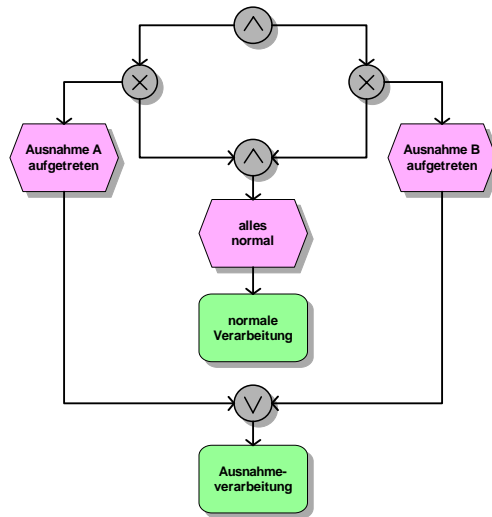 Ausnahme A
aufgetreten
Ausnahme B
aufgetreten
alles
normal
normale
Verarbeitung
Ausnahme-
verarbeitung